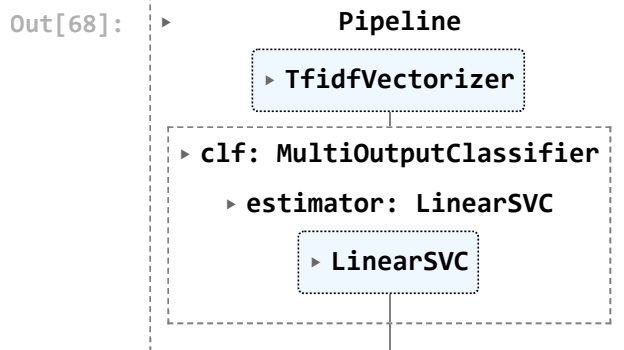 Out[68]:
Pipeline
TfidfVectorizer
clf: MultiOutputClassifier
estimator: LinearSVC
LinearSVC